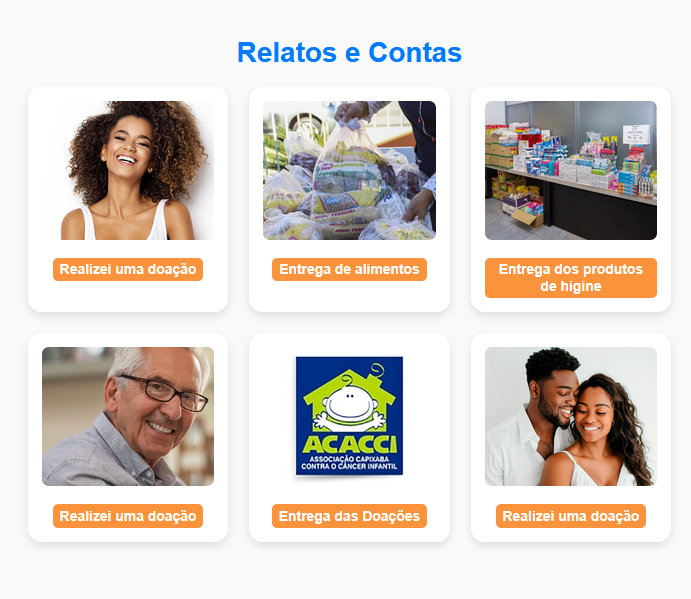 Relatos e Contas
Realizei uma doação
Entrega de alimentos
Entrega dos produtos
de higine
Realizei uma doação
ACACCI
ASSOCIAÇÃO CAPIXABA
CONTRA O CÂNCER INFANTIL
Entrega das Doações
Realizei uma doação